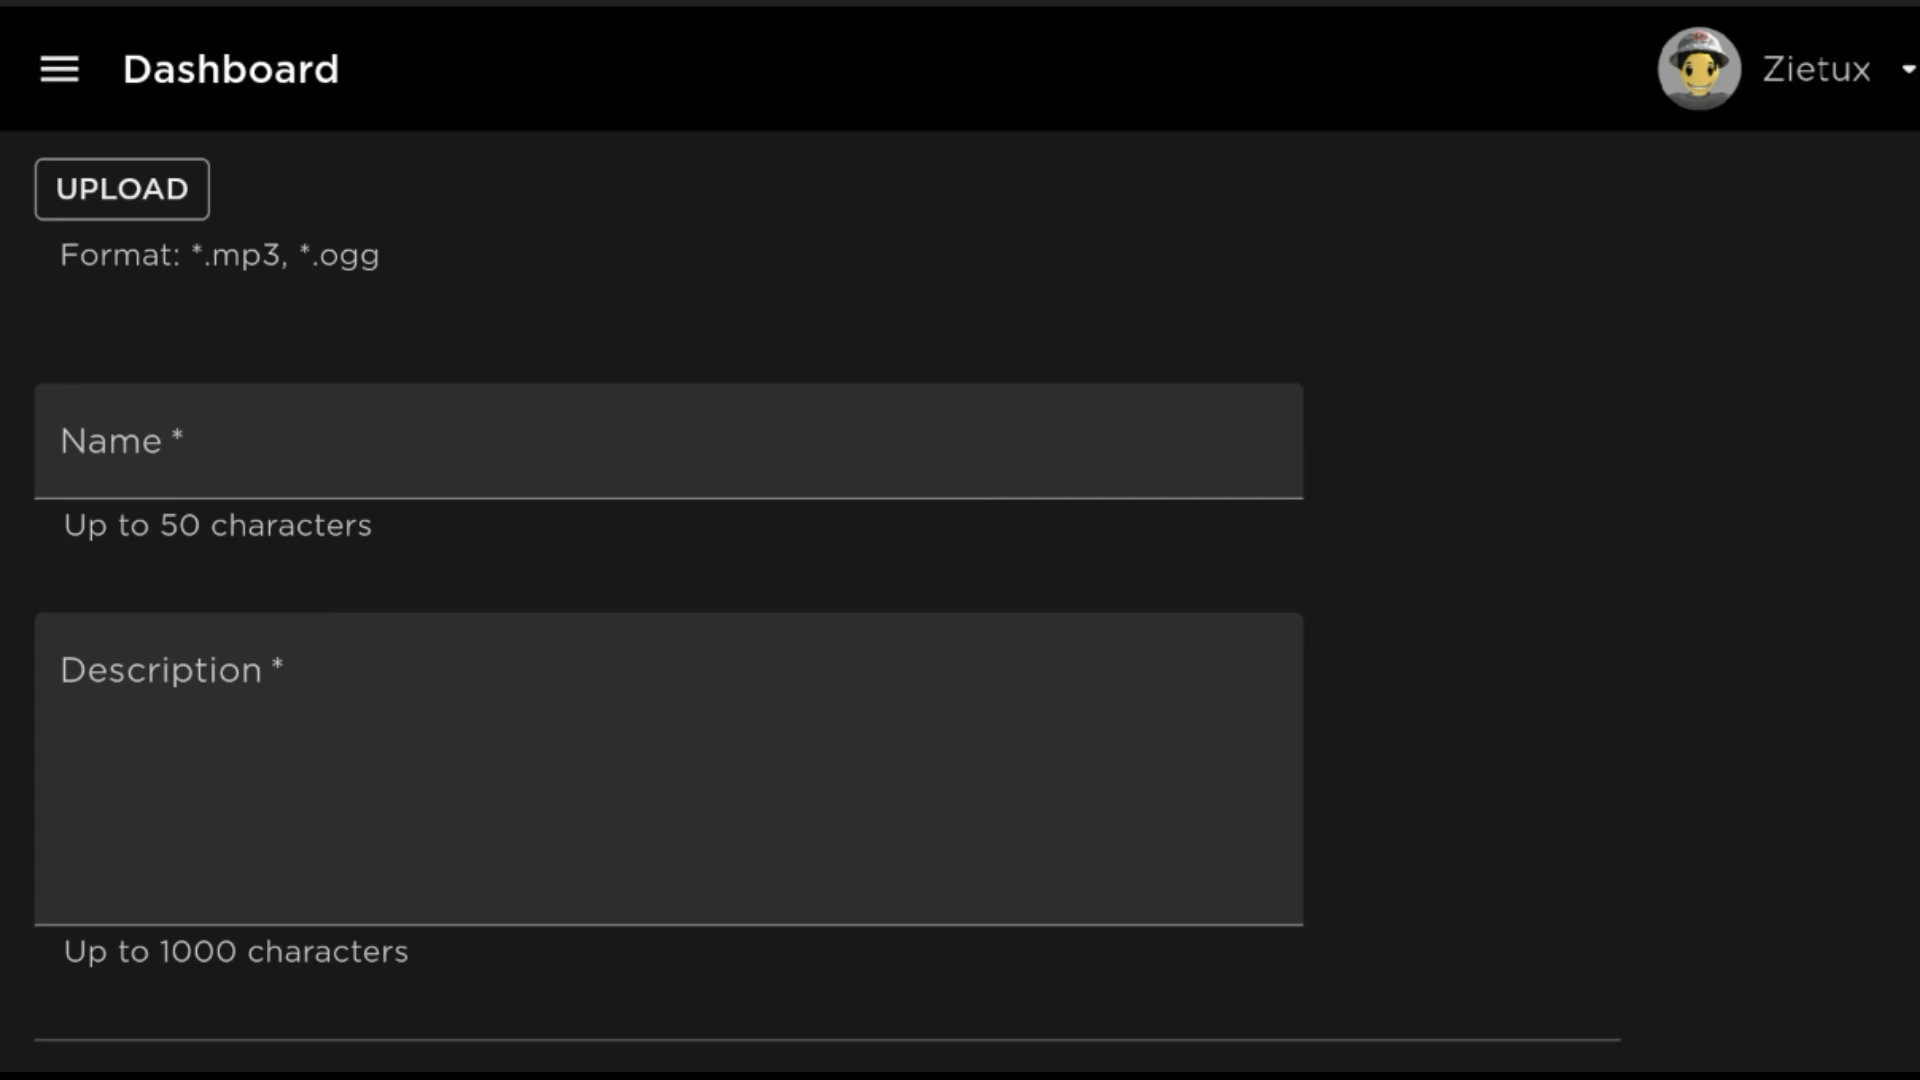 Dashboard
Zietux
UPLOAD
Format: *.mp3, *.ogg
Name *
Up to 50 characters
Description *
Up to 1000 characters